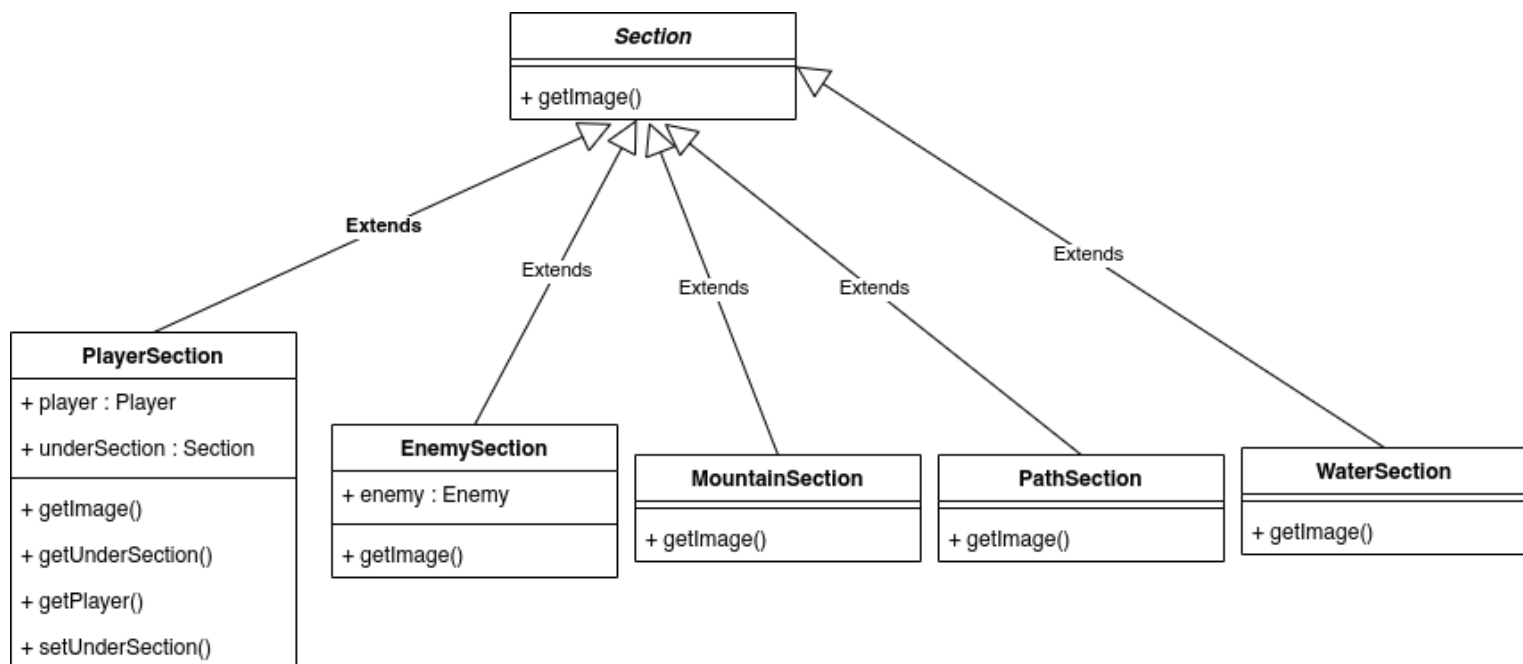 Section
+ getImage()
Extends
Extends
Extends
Extends
Extends
PlayerSection
+ player : Player
+ underSection : Section
+ getImage()
+ getUnderSection()
+ getPlayer()
+ setUnderSection()
EnemySection
+ enemy : Enemy
+ getImage()
MountainSection
+ getImage()
PathSection
+ getImage()
WaterSection
+ getImage()